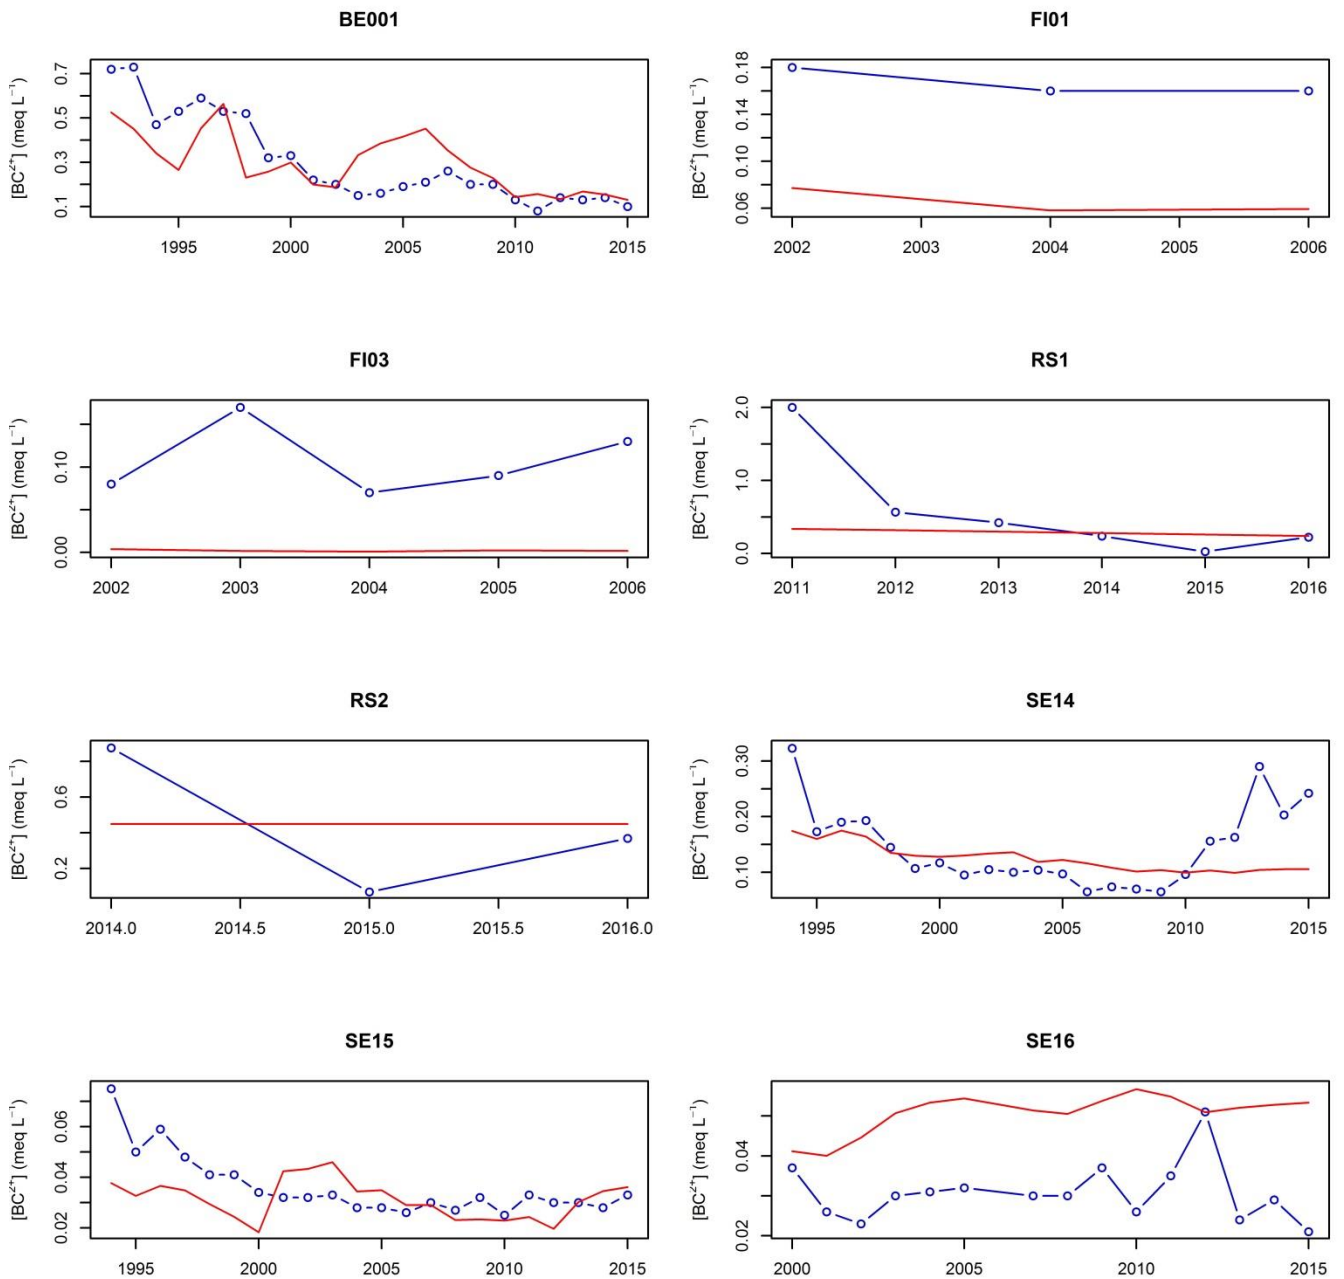 BE001
[BC²⁺] (meq L⁻¹)
0.7
0.5
0.3
0.1
1995 2000 2005 2010 2015
FI01
[BC²⁺] (meq L⁻¹)
0.18
0.14
0.10
0.06
2002 2003 2004 2005 2006
FI03
[BC²⁺] (meq L⁻¹)
0.10
0.00
2002 2003 2004 2005 2006
RS1
[BC²⁺] (meq L⁻¹)
2.0
1.0
0.0
2011 2012 2013 2014 2015 2016
RS2
[BC²⁺] (meq L⁻¹)
0.6
0.2
2014.0 2014.5 2015.0 2015.5 2016.0
SE14
[BC²⁺] (meq L⁻¹)
0.30
0.20
0.10
1995 2000 2005 2010 2015
SE15
[BC²⁺] (meq L⁻¹)
0.06
0.04
0.02
1995 2000 2005 2010 2015
SE16
[BC²⁺] (meq L⁻¹)
0.04
0.02
2000 2005 2010 2015